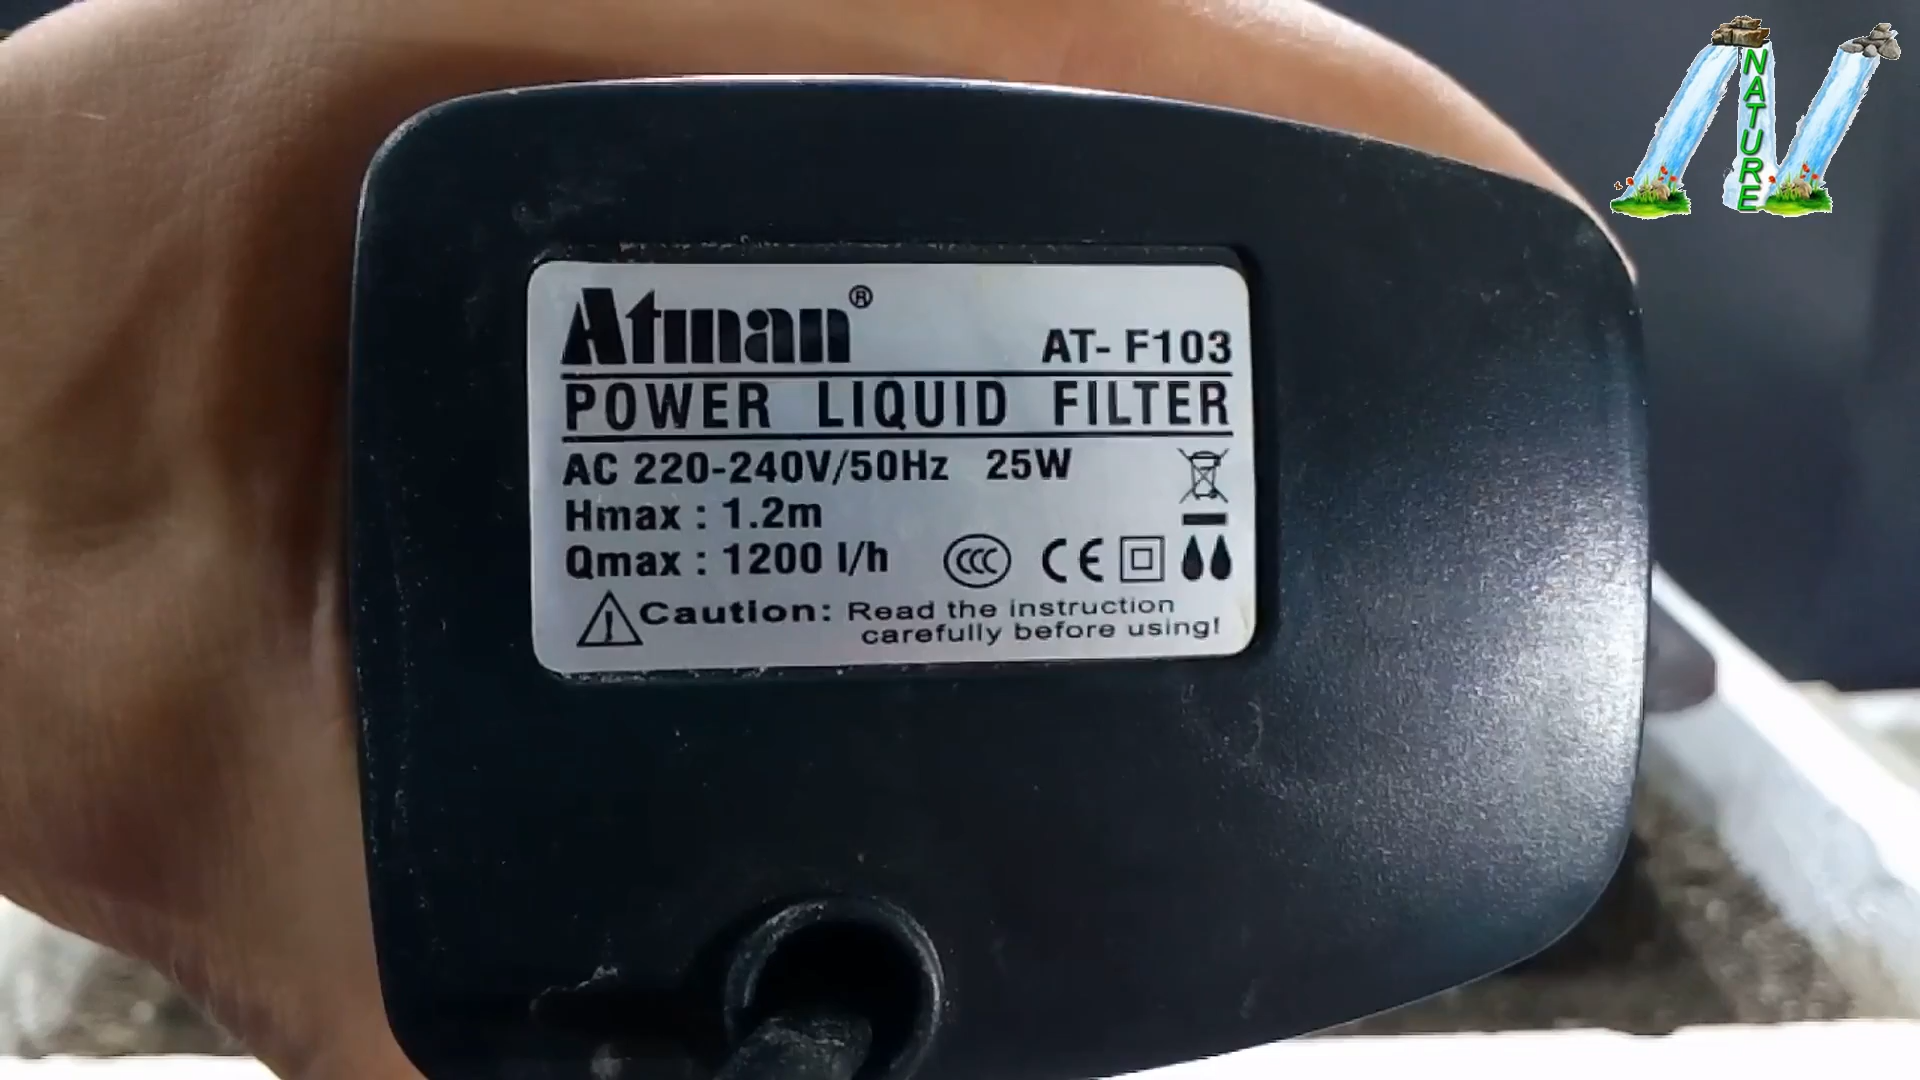 Atman®
AT- F103
POWER LIQUID FILTER
AC 220-240V/50Hz 25W
Hmax : 1.2m
Qmax : 1200 l/h
CCC CE
Caution: Read the instruction
carefully before using!
NATURE